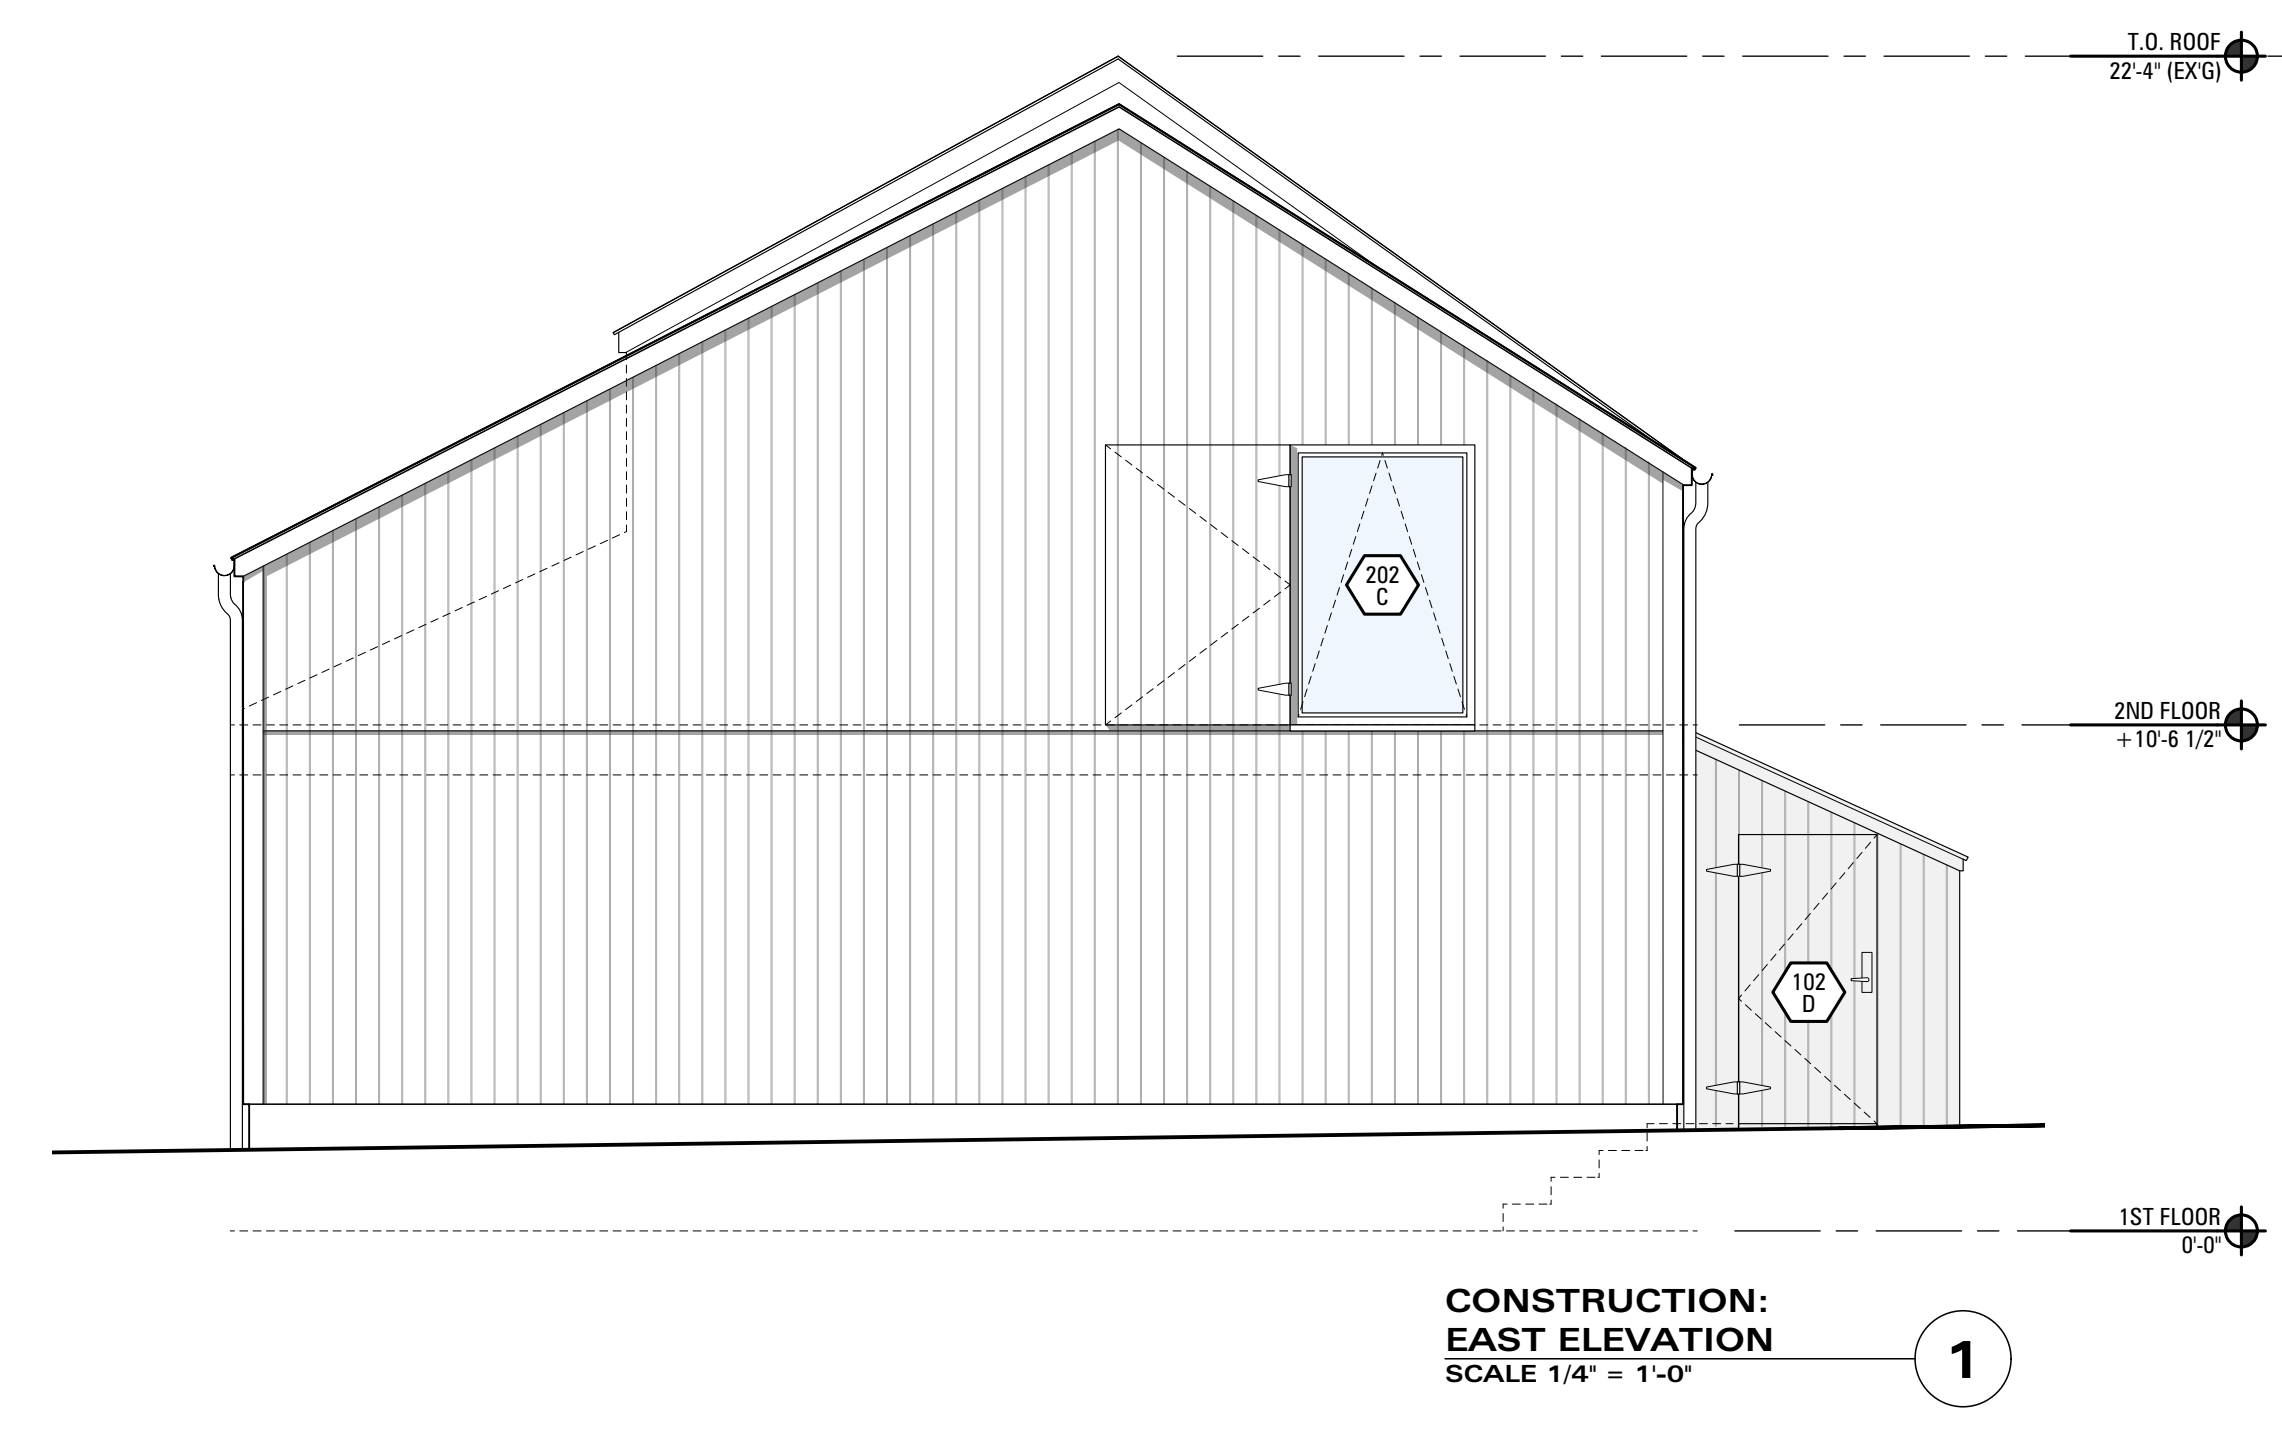 T.O. ROOF
22'-4" (EX'G)
202
C
2ND FLOOR
+10'-6 1/2"
102
D
1ST FLOOR
0'-0"
CONSTRUCTION:
EAST ELEVATION
SCALE 1/4" = 1'-0"
1